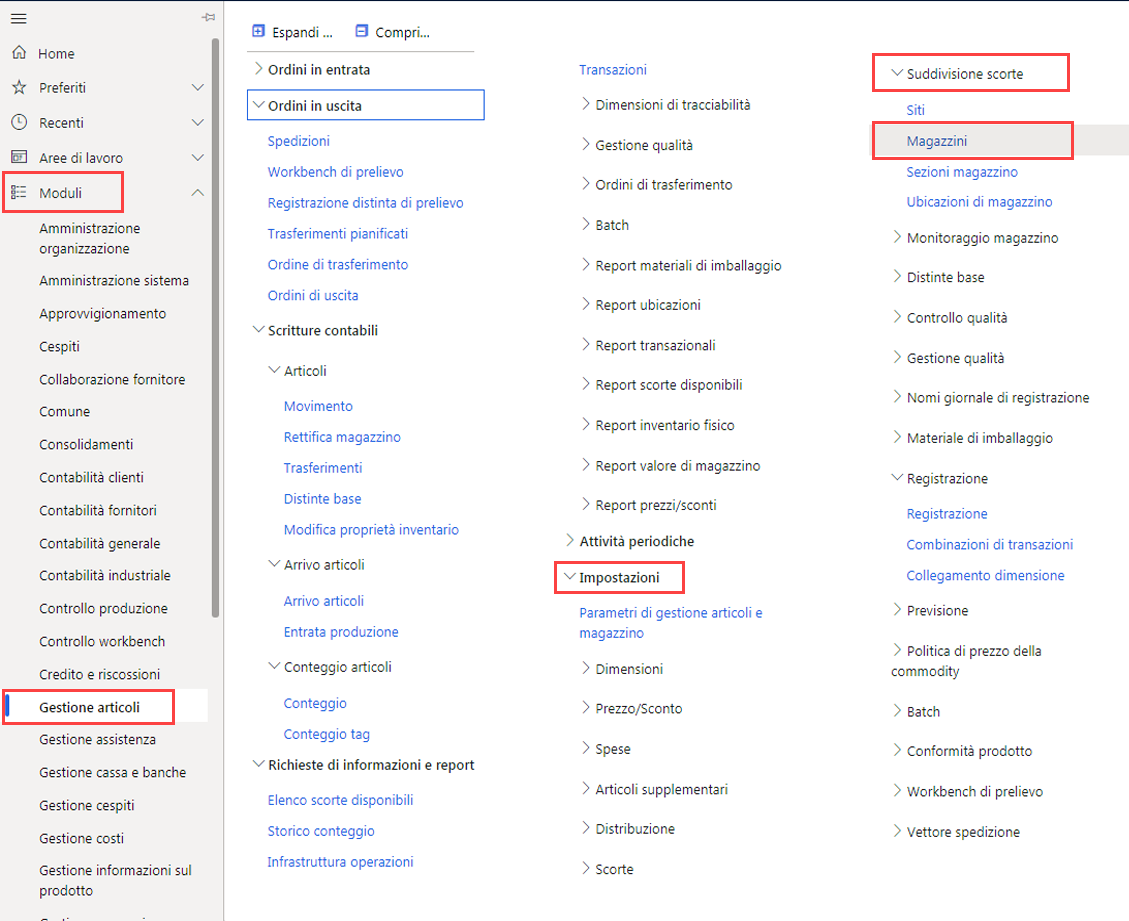 Home
Preferiti
Recenti
Aree di lavoro
Moduli
Amministrazione
organizzazione
Amministrazione sistema
Approvvigionamento
Cespiti
Collaborazione fornitore
Comune
Consolidamenti
Contabilità clienti
Contabilità fornitori
Contabilità generale
Contabilità industriale
Controllo produzione
Controllo workbench
Credito e riscossioni
Gestione articoli
Gestione assistenza
Gestione cassa e banche
Gestione cespiti
Gestione costi
Gestione informazioni sul
prodotto
Espandi ...
Compri...
Ordini in entrata
Ordini in uscita
Spedizioni
Workbench di prelievo
Registrazione distinta di prelievo
Trasferimenti pianificati
Ordine di trasferimento
Ordini di uscita
Scritture contabili
Articoli
Movimento
Rettifica magazzino
Trasferimenti
Distinte base
Modifica proprietà inventario
Arrivo articoli
Arrivo articoli
Entrata produzione
Conteggio articoli
Conteggio
Conteggio tag
Richieste di informazioni e report
Elenco scorte disponibili
Storico conteggio
Infrastruttura operazioni
Transazioni
Dimensioni di tracciabilità
Gestione qualità
Ordini di trasferimento
Batch
Report materiali di imballaggio
Report ubicazioni
Report transazionali
Report scorte disponibili
Report inventario fisico
Report valore di magazzino
Report prezzi/sconti
Attività periodiche
Impostazioni
Parametri di gestione articoli e
magazzino
Dimensioni
Prezzo/Sconto
Spese
Articoli supplementari
Distribuzione
Scorte
Suddivisione scorte
Siti
Magazzini
Sezioni magazzino
Ubicazioni di magazzino
Monitoraggio magazzino
Distinte base
Controllo qualità
Gestione qualità
Nomi giornale di registrazione
Materiale di imballaggio
Registrazione
Registrazione
Combinazioni di transazioni
Collegamento dimensione
Previsione
Politica di prezzo della
commodity
Batch
Conformità prodotto
Workbench di prelievo
Vettore spedizione